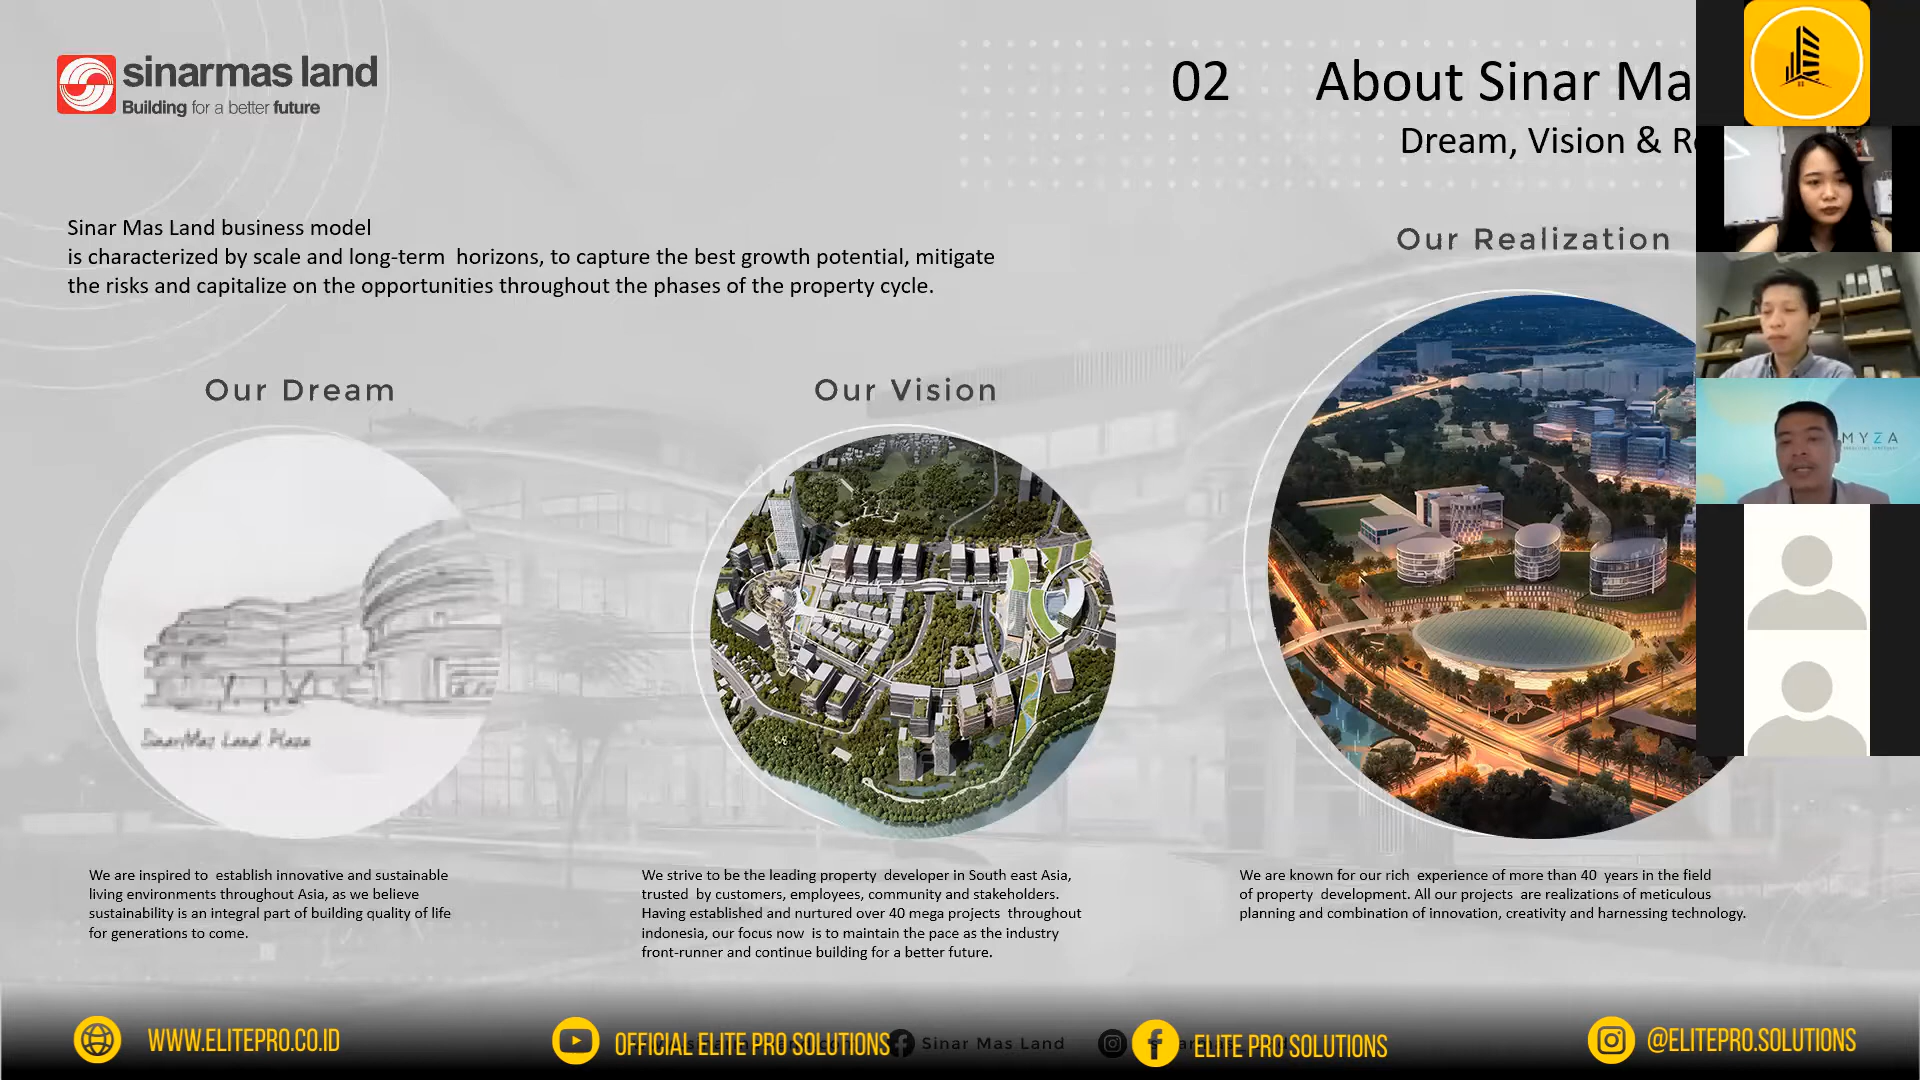 sinarmas land
Building for a better future
02 About Sinar Ma
Dream, Vision & R
Sinar Mas Land business model
is characterized by scale and long-term horizons, to capture the best growth potential, mitigate
the risks and capitalize on the opportunities throughout the phases of the property cycle.
Our Dream
Our Vision
Our Realization
SinarMas Land Plaza
MYZA
We are inspired to establish innovative and sustainable
living environments throughout Asia, as we believe
sustainability is an integral part of building quality of life
for generations to come.
We strive to be the leading property developer in South east Asia,
trusted by customers, employees, community and stakeholders.
Having established and nurtured over 40 mega projects throughout
indonesia, our focus now is to maintain the pace as the industry
front-runner and continue building for a better future.
We are known for our rich experience of more than 40 years in the field
of property development. All our projects are realizations of meticulous
planning and combination of innovation, creativity and harnessing technology.
WWW.ELITEPRO.CO.ID
OFFICIAL ELITE PRO SOLUTIONS
Sinar Mas Land
ELITE PRO SOLUTIONS
@ELITEPRO.SOLUTIONS